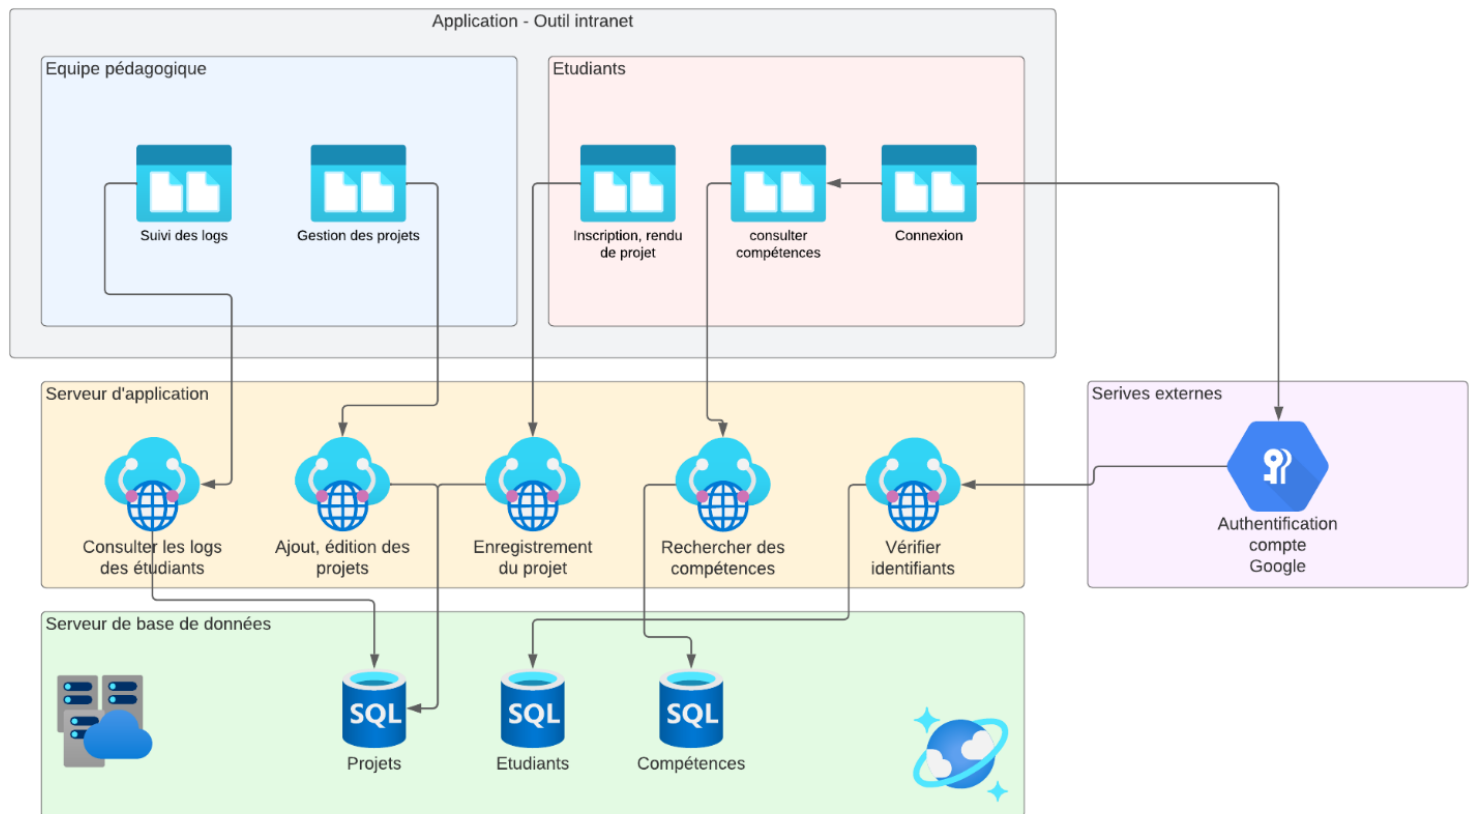 Application - Outil intranet
Equipe pédagogique
Etudiants
Suivi des logs
Gestion des projets
Inscription, rendu
de projet
consulter
compétences
Connexion
Serveur d'application
Serives externes
Consulter les logs
des étudiants
Ajout, édition des
projets
Enregistrement
du projet
Rechercher des
compétences
Vérifier
identifiants
Authentification
compte
Google
Serveur de base de données
SQL
SQL
SQL
Projets
Etudiants
Compétences